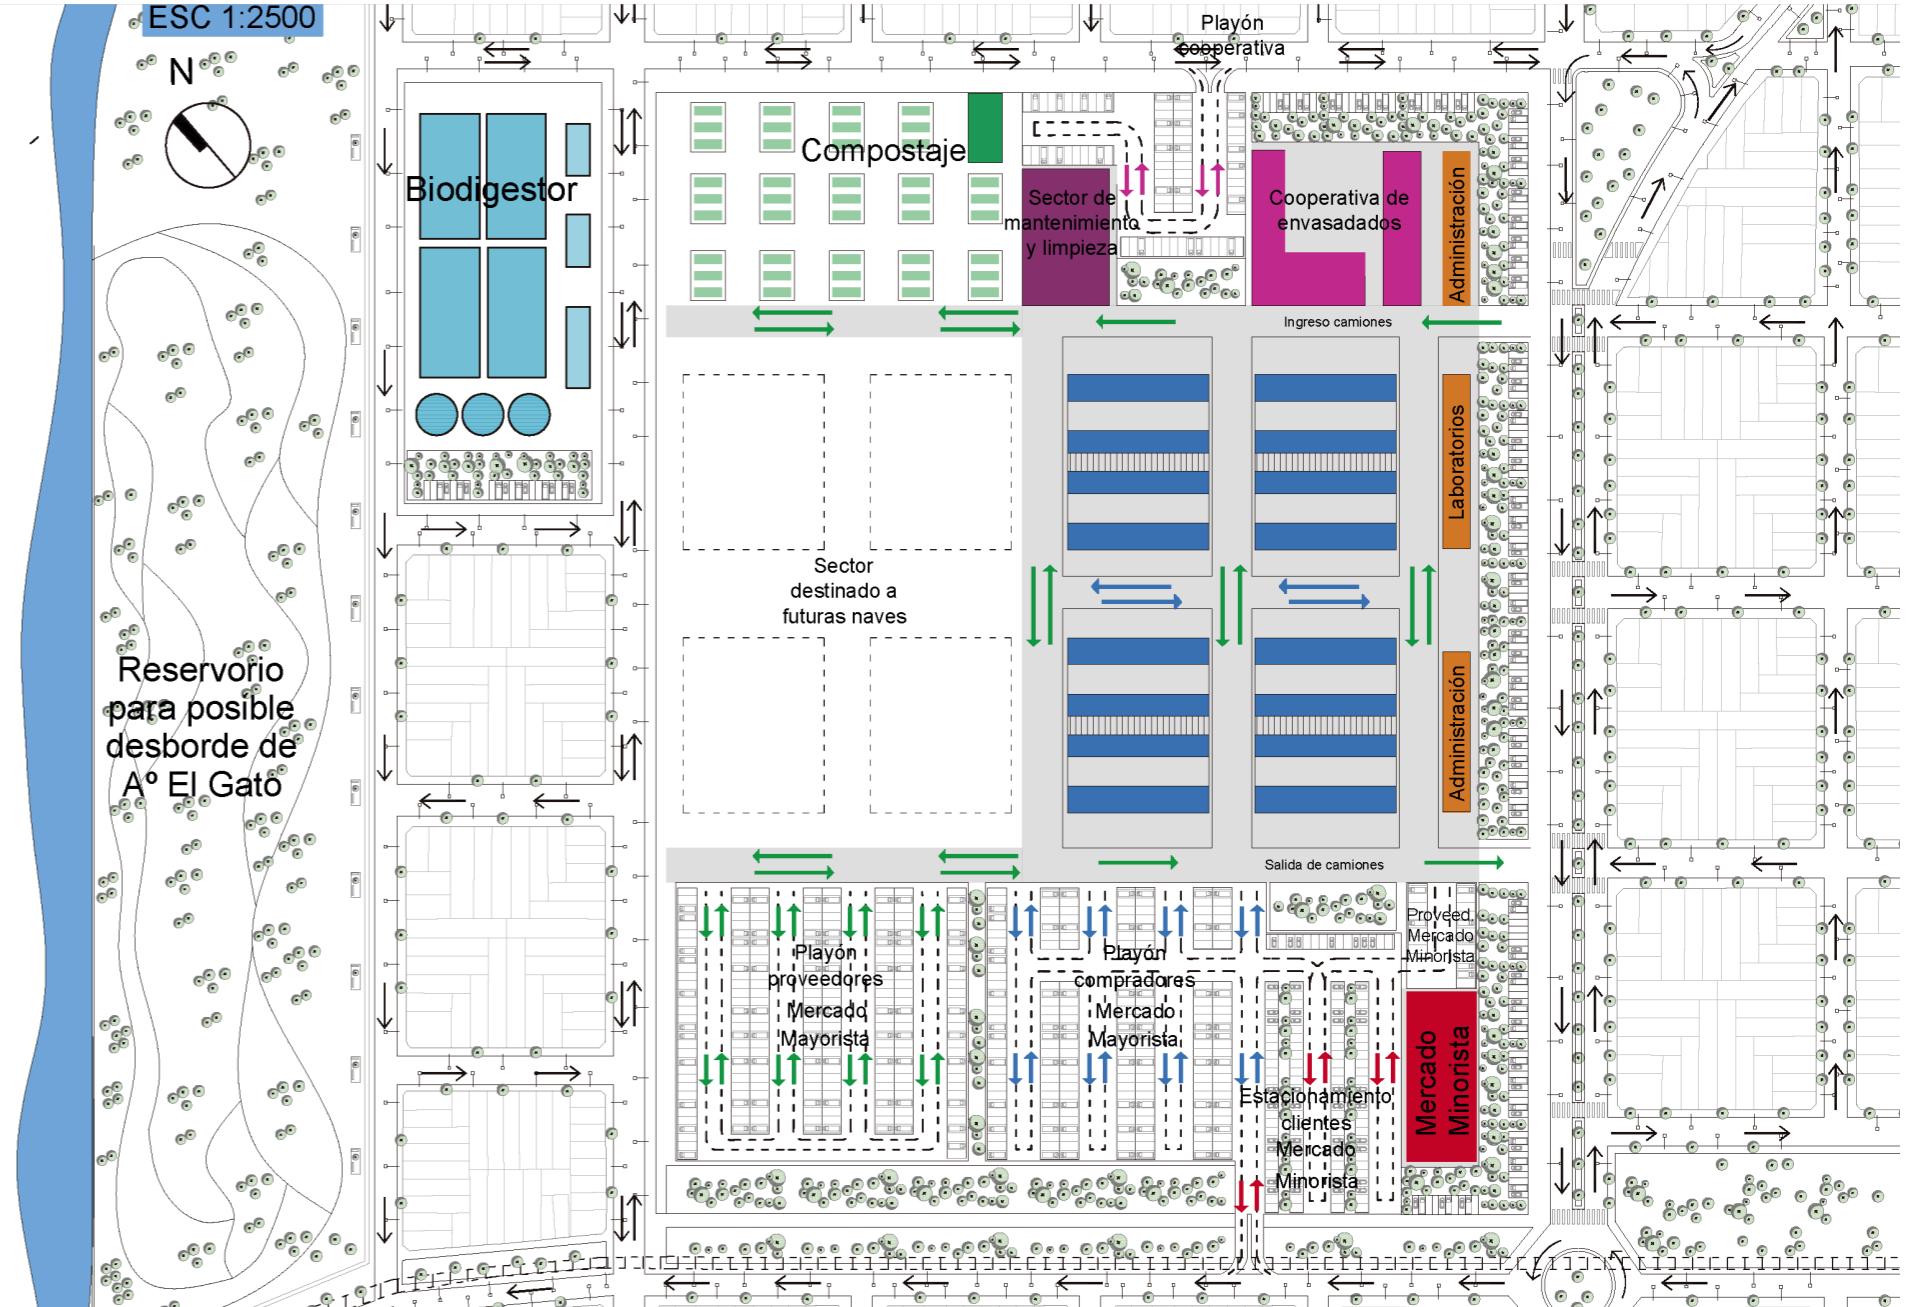 ESC 1:2500
N
Playón
cooperativa
Compostaje
Biodigestor
Sector de
mantenimiento
y limpieza
Cooperativa de
envasadados
Administración
Ingreso camiones
Laboratorios
Sector
destinado a
futuras naves
Reservorio
para posible
desborde de
Aº El Gato
Administración
Salida de camiones
Playón
proveedores
Mercado
Mayorista
Playón
compradores
Mercado
Mayorista
Proveed.
Mercado
Minorista
Mercado
Minorista
Estacionamiento
clientes
Mercado
Minorista